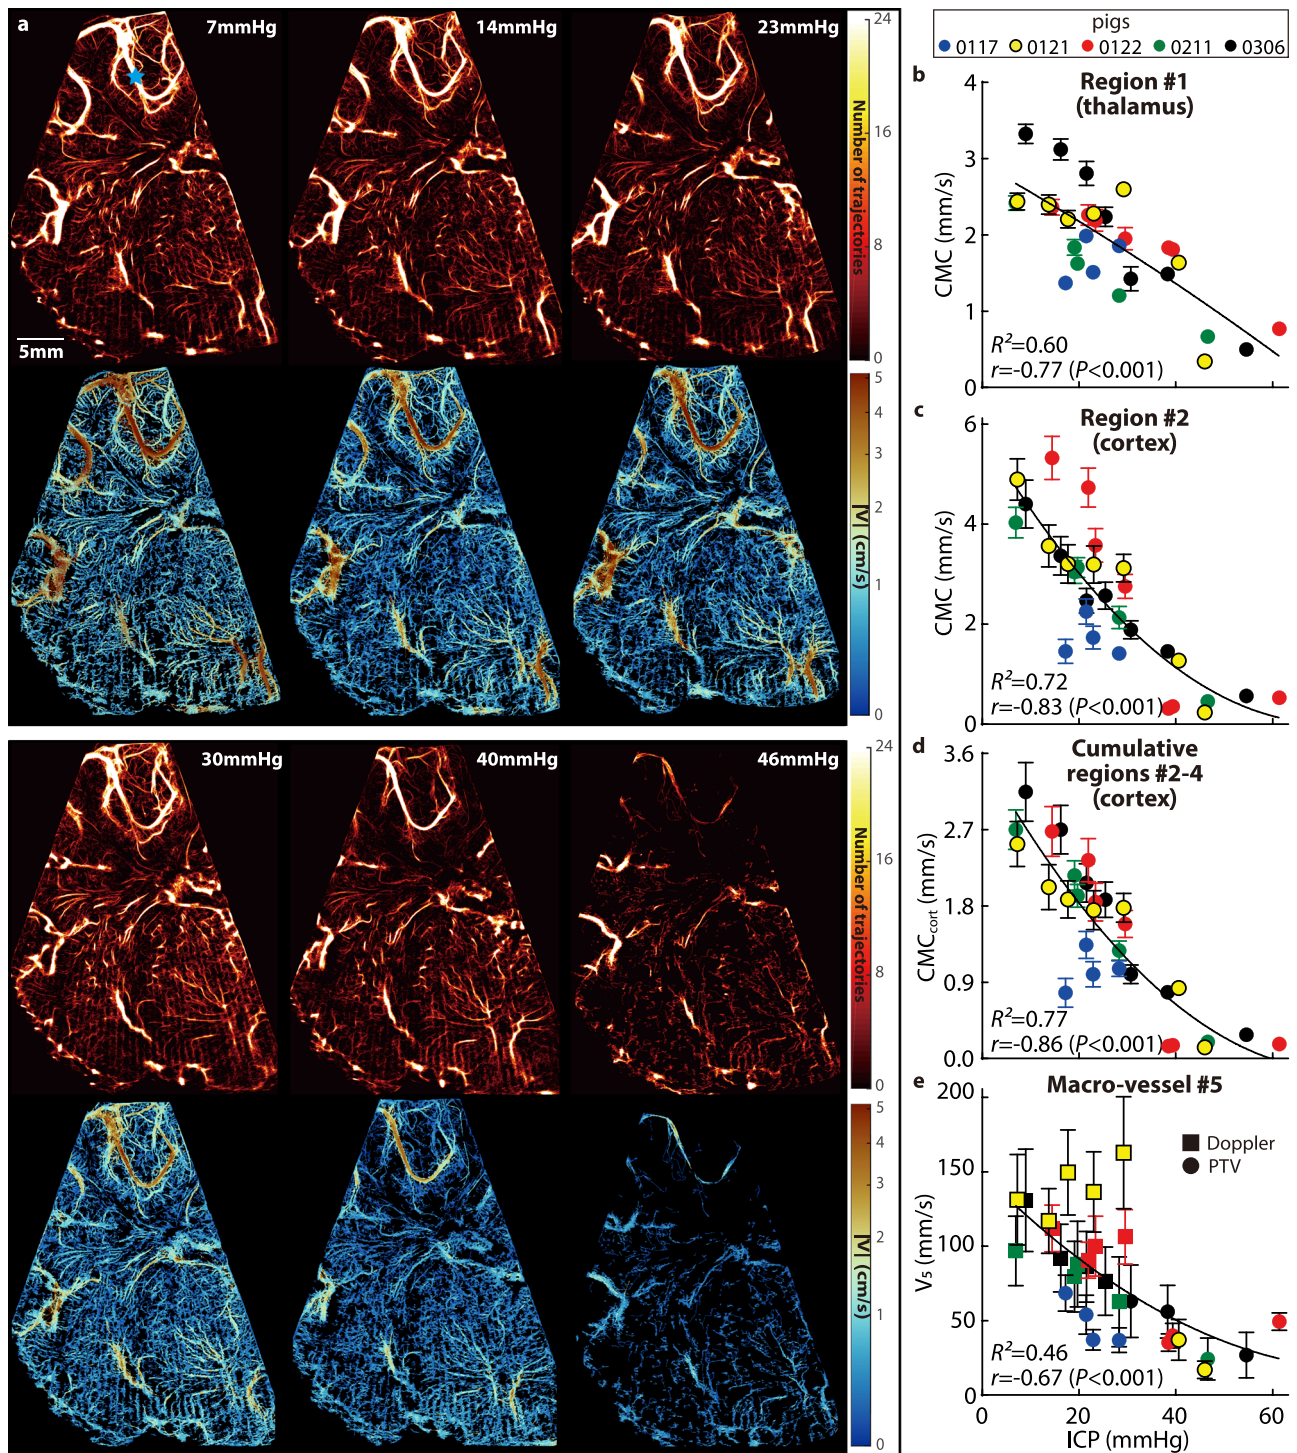 a
7mmHg
14mmHg
23mmHg
5mm
24
16
8
0
Number of trajectories
5
4
3
2
1
0
|V| (cm/s)
30mmHg
40mmHg
46mmHg
24
16
8
0
Number of trajectories
5
4
3
2
1
0
|V| (cm/s)
pigs
0117 0121 0122 0211 0306
b
Region #1
(thalamus)
4
3
2
1
0
CMC (mm/s)
R²=0.60
r=-0.77 (P<0.001)
c
Region #2
(cortex)
6
4
2
0
CMC (mm/s)
R²=0.72
r=-0.83 (P<0.001)
d
Cumulative
regions #2-4
(cortex)
3.6
2.7
1.8
0.9
0.0
CMCcort (mm/s)
R²=0.77
r=-0.86 (P<0.001)
e
Macro-vessel #5
200
150
100
50
0
V5 (mm/s)
Doppler
PTV
R²=0.46
r=-0.67 (P<0.001)
0 20 40 60
ICP (mmHg)